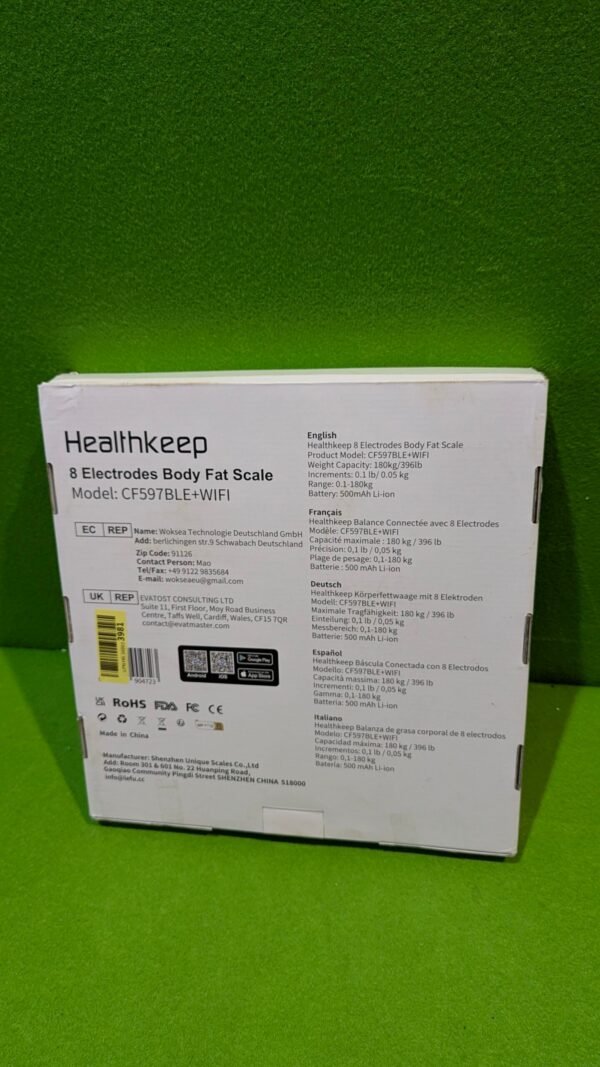 Healthkeep
8 Electrodes Body Fat Scale
Model: CF597BLE+WIFI
EC REP Name: Woksea Technologie Deutschland GmbH
Add: berlichingen str.9 Schwabach Deutschland
Zip Code: 91126
Contact Person: Mao
Tel/Fax: +49 9122 9835684
E-mail: wokseaeu@gmail.com
UK REP EVATOST CONSULTING LTD
Suite 11, First Floor, Moy Road Business
Centre, Taffs Well, Cardiff, Wales, CF15 7QR
contact@evatmaster.com
3981
904723
Android
iOS
Google Play
App Store
RoHS FDA FC CE
Made in China
Manufacturer: Shenzhen Unique Scales Co.,Ltd
Add: Room 301 & 601 No. 22 Huanping Road,
Gaoqiao Community Pingdi Street SHENZHEN CHINA 518000
info@lefu.cc
English
Healthkeep 8 Electrodes Body Fat Scale
Product Model: CF597BLE+WIFI
Weight Capacity: 180kg/396lb
Increments: 0.1 lb/ 0.05 kg
Range: 0.1-180kg
Battery: 500mAh Li-ion
Français
Healthkeep Balance Connectée avec 8 Electrodes
Modèle: CF597BLE+WIFI
Capacité maximale : 180 kg / 396 lb
Précision: 0,1 lb / 0,05 kg
Plage de pesage: 0,1-180 kg
Batterie : 500 mAh Li-ion
Deutsch
Healthkeep Körperfettwaage mit 8 Elektroden
Modell: CF597BLE+WIFI
Maximale Tragfähigkeit: 180 kg / 396 lb
Einteilung: 0,1 lb / 0,05 kg
Messbereich: 0,1-180 kg
Batterie: 500 mAh Li-ion
Español
Healthkeep Báscula Conectada con 8 Electrodos
Modello: CF597BLE+WIFI
Capacità massima: 180 kg / 396 lb
Incrementi: 0,1 lb / 0,05 kg
Gamma: 0,1-180 kg
Batteria: 500 mAh Li-ion
Italiano
Healthkeep Balanza de grasa corporal de 8 electrodos
Modelo: CF597BLE+WIFI
Capacidad máxima: 180 kg / 396 lb
Incrementos: 0,1 lb / 0,05 kg
Rango: 0,1-180 kg
Batería: 500 mAh Li-ion